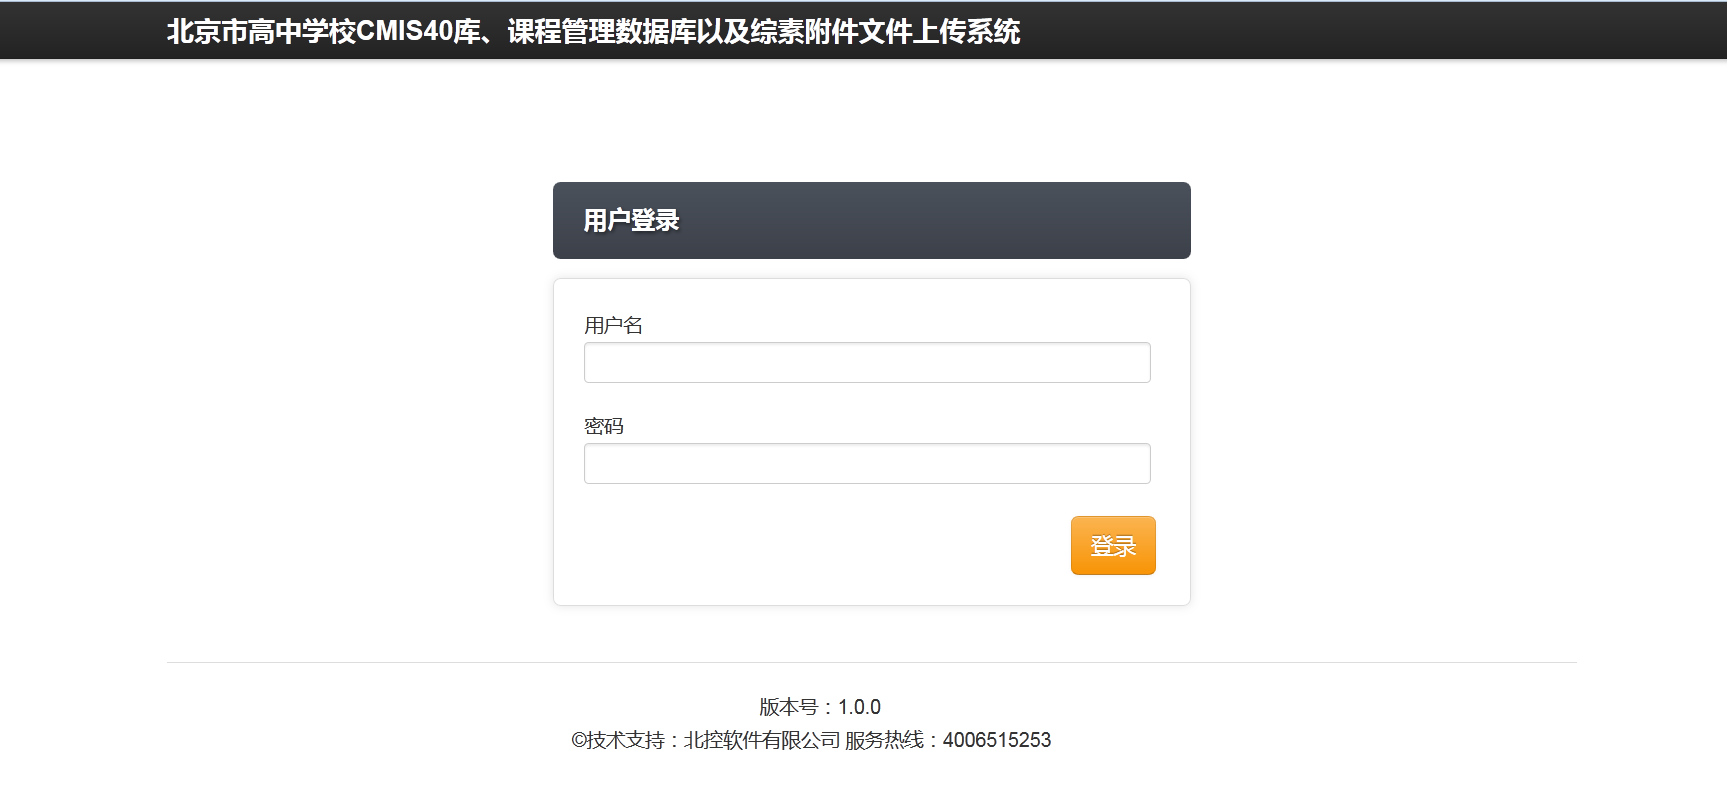 北京市高中学校CMIS40库、课程管理数据库以及综素附件文件上传系统
用户登录
用户名
密码
登录
版本号：1.0.0
©技术支持：北控软件有限公司 服务热线：4006515253